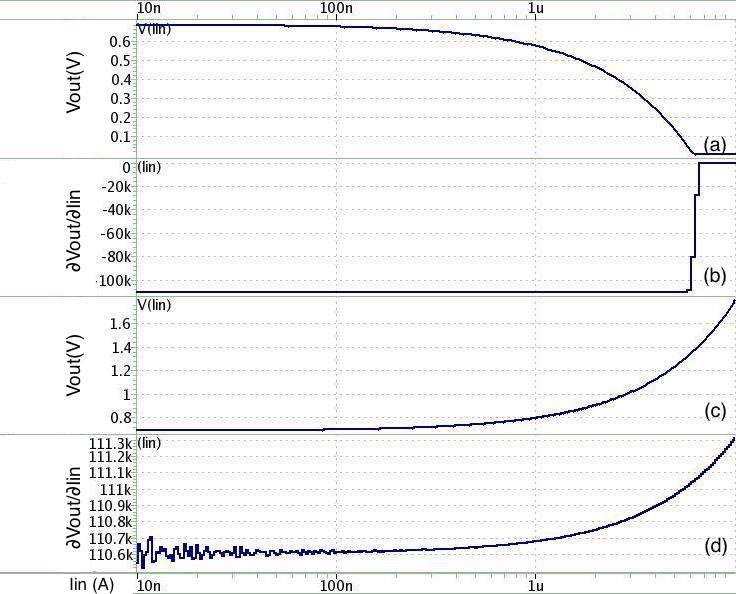 10n 100n 1u
V(lin)
Vout(V)
0.6
0.5
0.4
0.3
0.2
0.1
(a)
(lin)
∂Vout/∂Iin
0
-20k
-40k
-60k
-80k
-100k
(b)
V(lin)
Vout(V)
1.6
1.4
1.2
1
0.8
(c)
(lin)
∂Vout/∂Iin
111.3k
111.2k
111.1k
111k
110.9k
110.8k
110.7k
110.6k
(d)
Iin (A) 10n 100n 1u